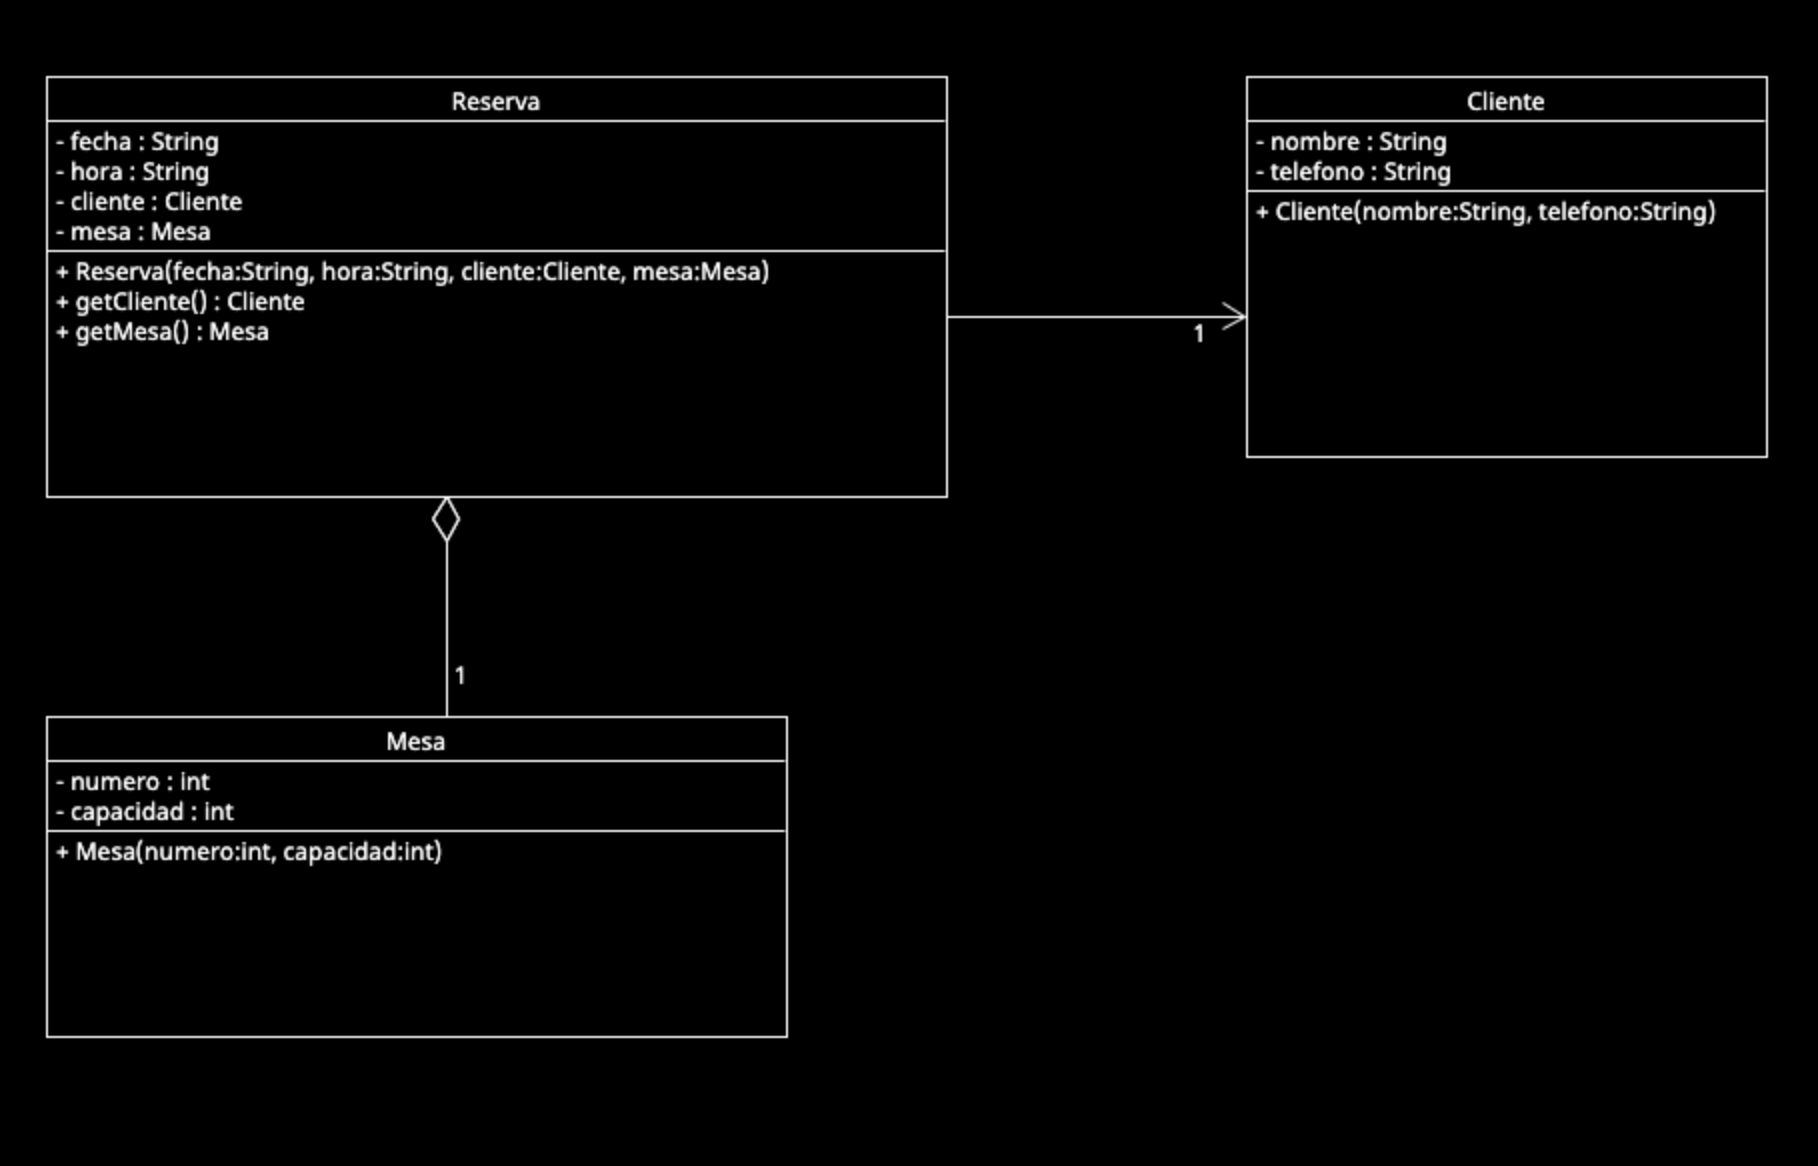 Reserva
- fecha : String
- hora : String
- cliente : Cliente
- mesa : Mesa
+ Reserva(fecha:String, hora:String, cliente:Cliente, mesa:Mesa)
+ getCliente() : Cliente
+ getMesa() : Mesa
Cliente
- nombre : String
- telefono : String
+ Cliente(nombre:String, telefono:String)
1
1
Mesa
- numero : int
- capacidad : int
+ Mesa(numero:int, capacidad:int)